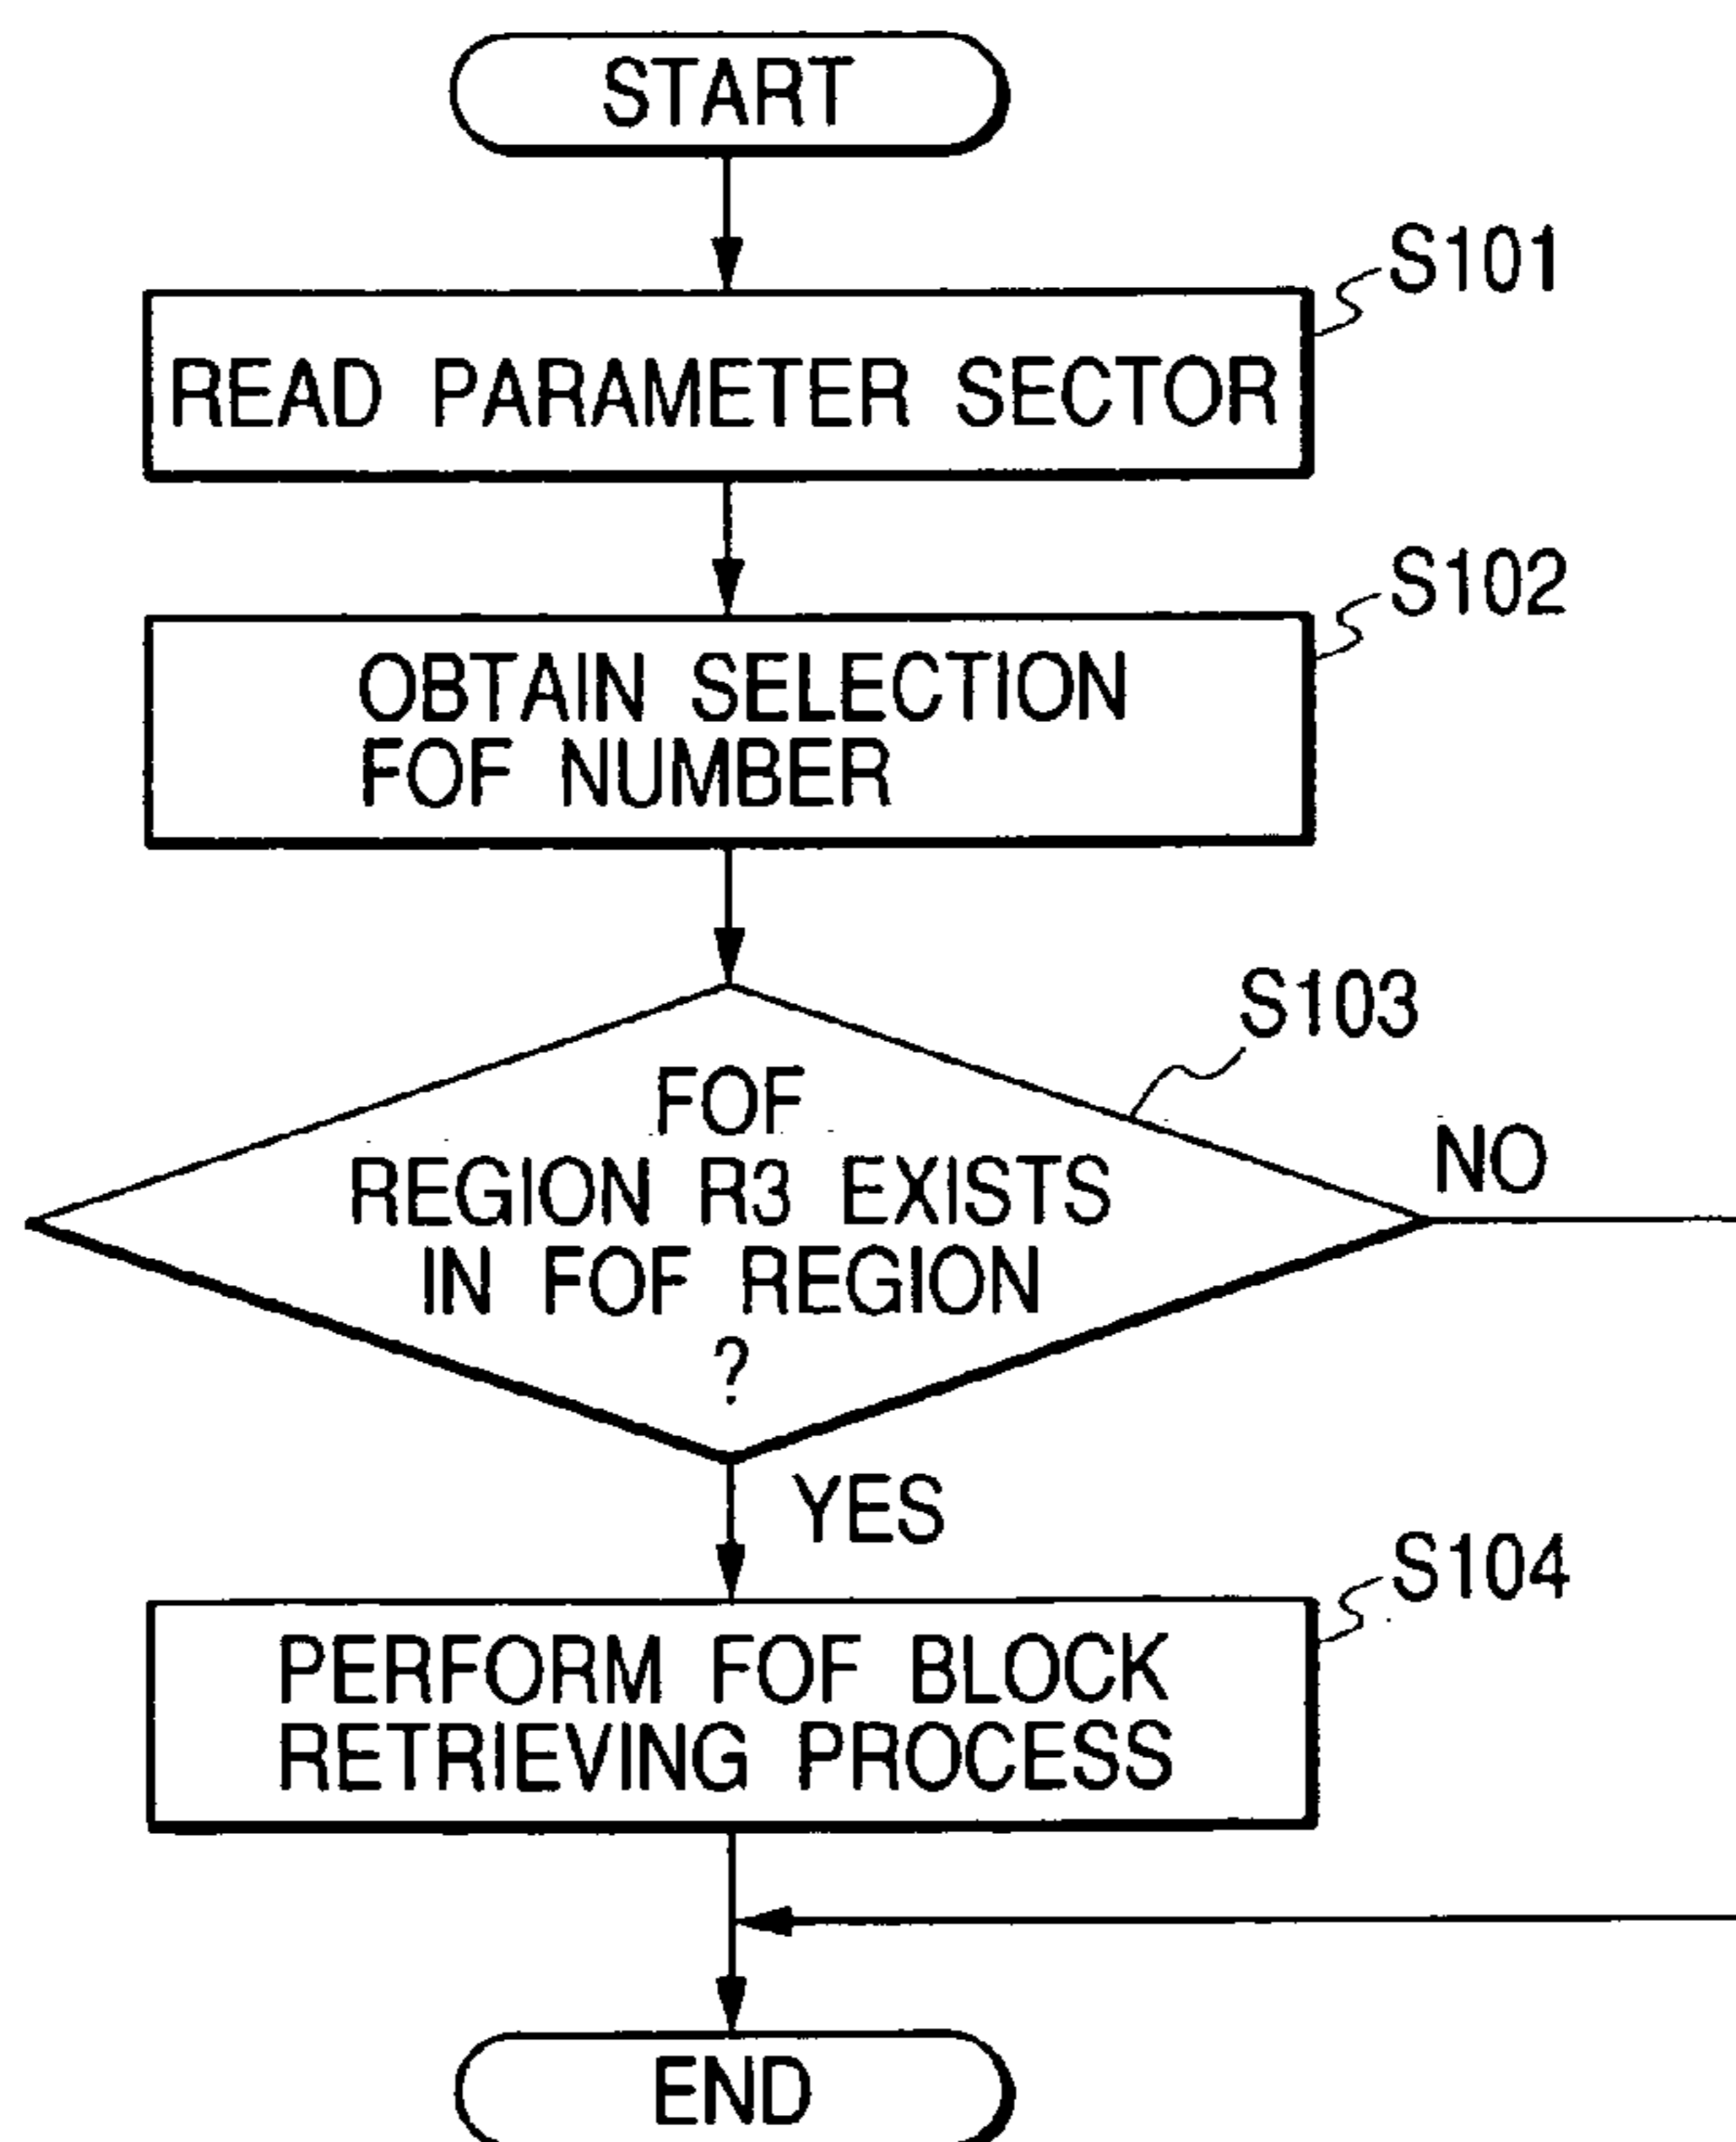 START
S101
READ PARAMETER SECTOR
S102
OBTAIN SELECTION
FOF NUMBER
S103
FOF
REGION R3 EXISTS
IN FOF REGION
?
NO
YES
S104
PERFORM FOF BLOCK
RETRIEVING PROCESS
END